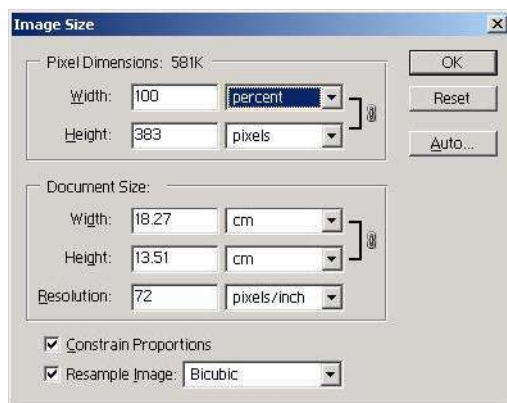 Image Size
Pixel Dimensions: 581K
OK
Width: 100 percent
Reset
Height: 383 pixels
Auto...
Document Size:
Width: 18.27 cm
Height: 13.51 cm
Resolution: 72 pixels/inch
Constrain Proportions
Resample Image: Bicubic